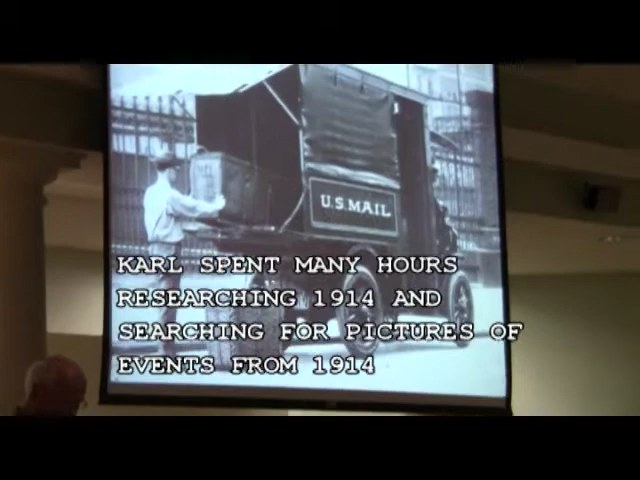 U.S.MAIL
KARL SPENT MANY HOURS
RESEARCHING 1914 AND
SEARCHING FOR PICTURES OF
EVENTS FROM 1914